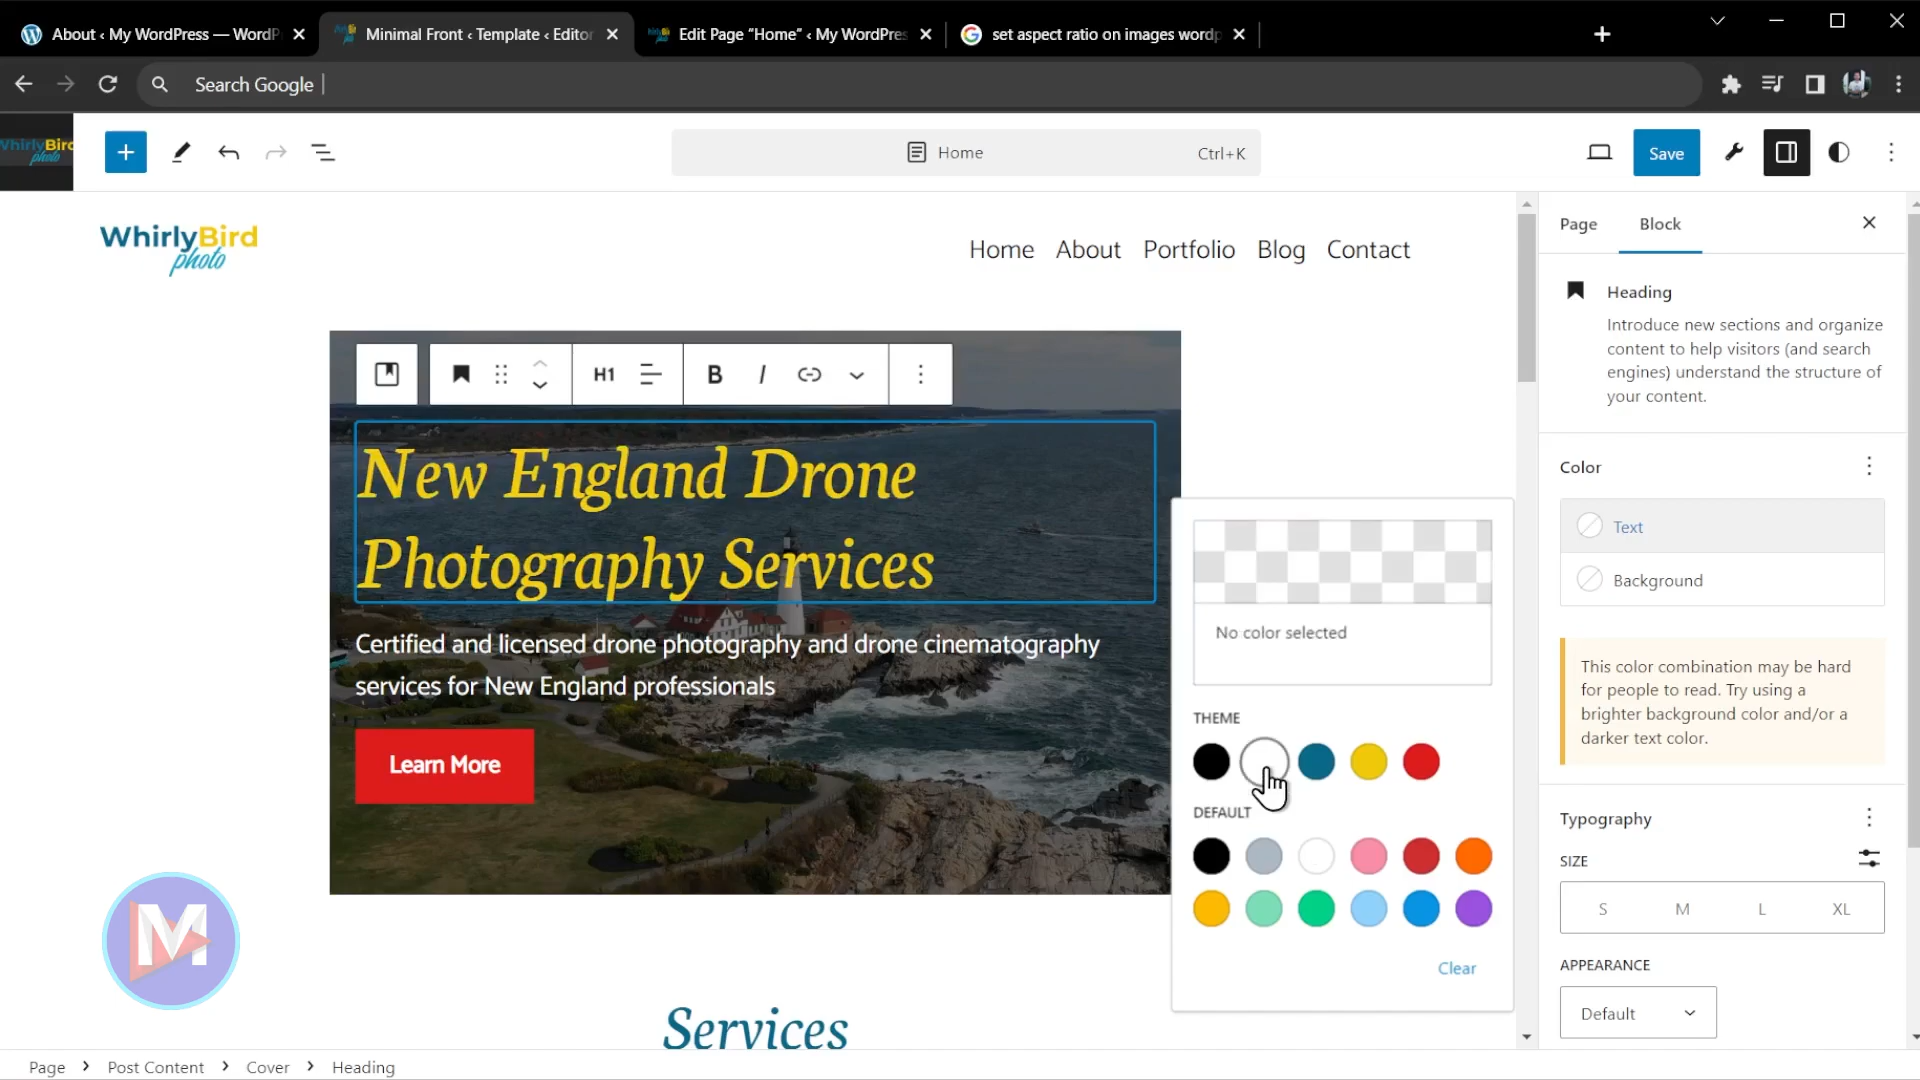 About ‹ My WordPress — WordP
Minimal Front ‹ Template ‹ Editor
Edit Page “Home” ‹ My WordPres
set aspect ratio on images wordp
Search Google
WhirlyBird
photo
Home
Ctrl+K
Save
WhirlyBird
photo
Home
About
Portfolio
Blog
Contact
H1
B
I
New England Drone
Photography Services
Certified and licensed drone photography and drone cinematography
services for New England professionals
Learn More
M
Services
No color selected
THEME
DEFAULT
Clear
Page
Block
Heading
Introduce new sections and organize
content to help visitors (and search
engines) understand the structure of
your content.
Color
Text
Background
This color combination may be hard
for people to read. Try using a
brighter background color and/or a
darker text color.
Typography
SIZE
S
M
L
XL
APPEARANCE
Default
Page › Post Content › Cover › Heading